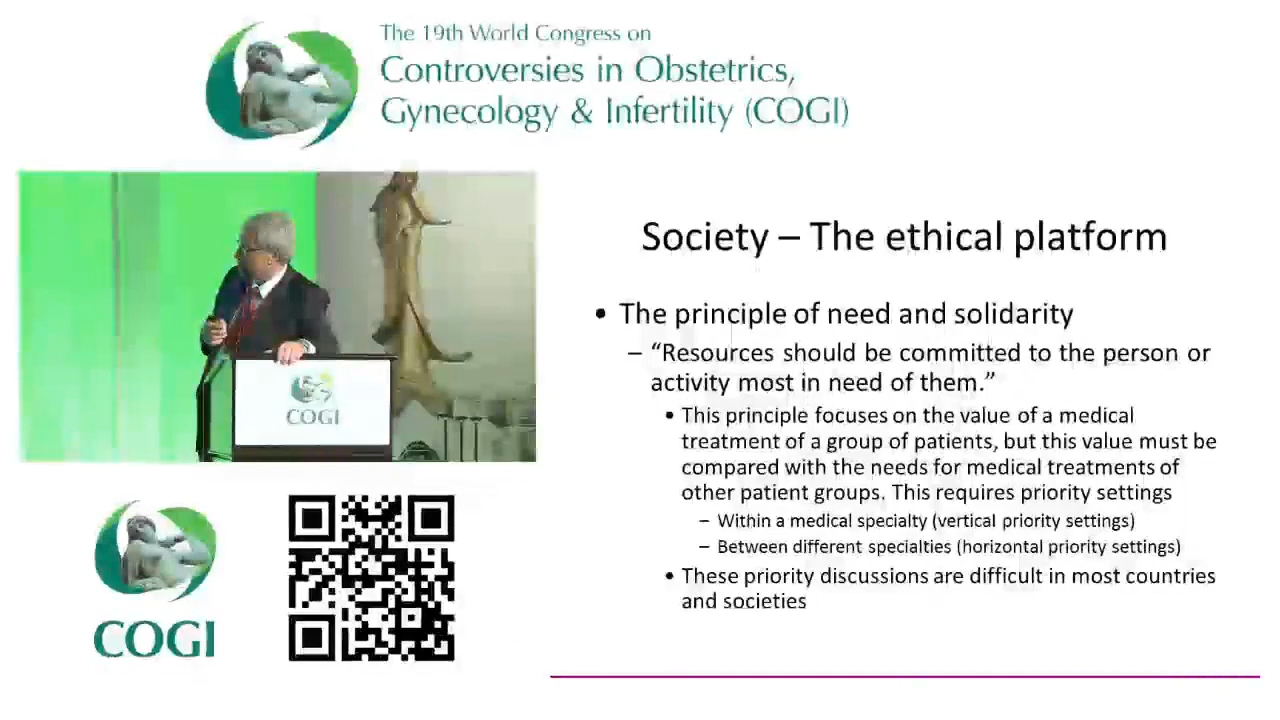 The 19th World Congress on
Controversies in Obstetrics,
Gynecology & Infertility (COGI)
COGI
COGI
Society – The ethical platform
• The principle of need and solidarity
– “Resources should be committed to the person or
activity most in need of them.”
• This principle focuses on the value of a medical
treatment of a group of patients, but this value must be
compared with the needs for medical treatments of
other patient groups. This requires priority settings
– Within a medical specialty (vertical priority settings)
– Between different specialties (horizontal priority settings)
• These priority discussions are difficult in most countries
and societies